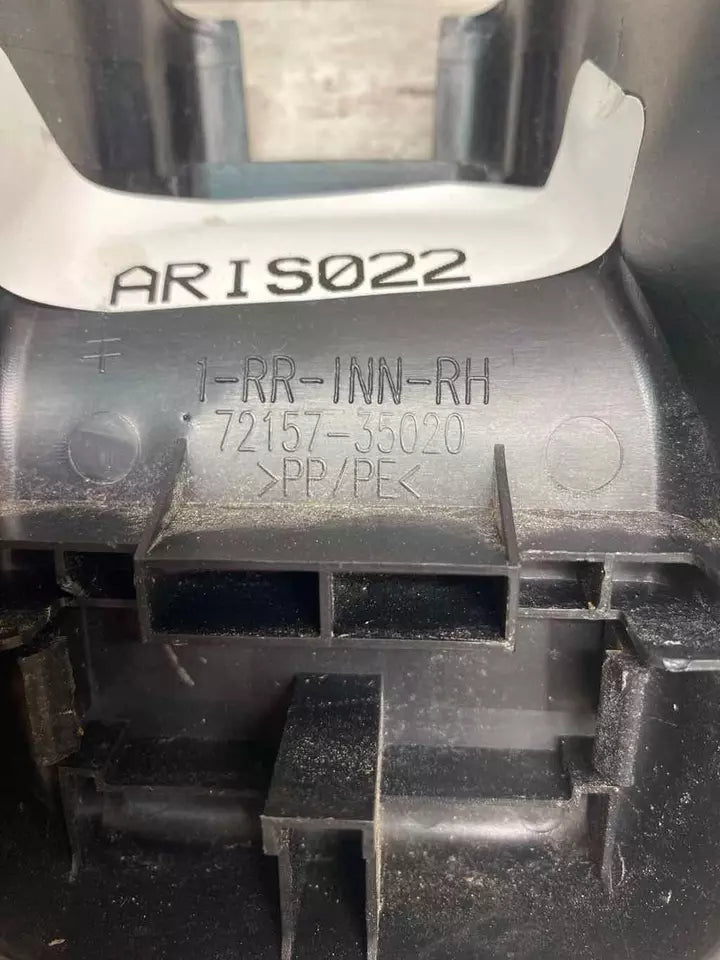 ARIS022
1-RR-INN-RH
72157-35020
>PP/PE<